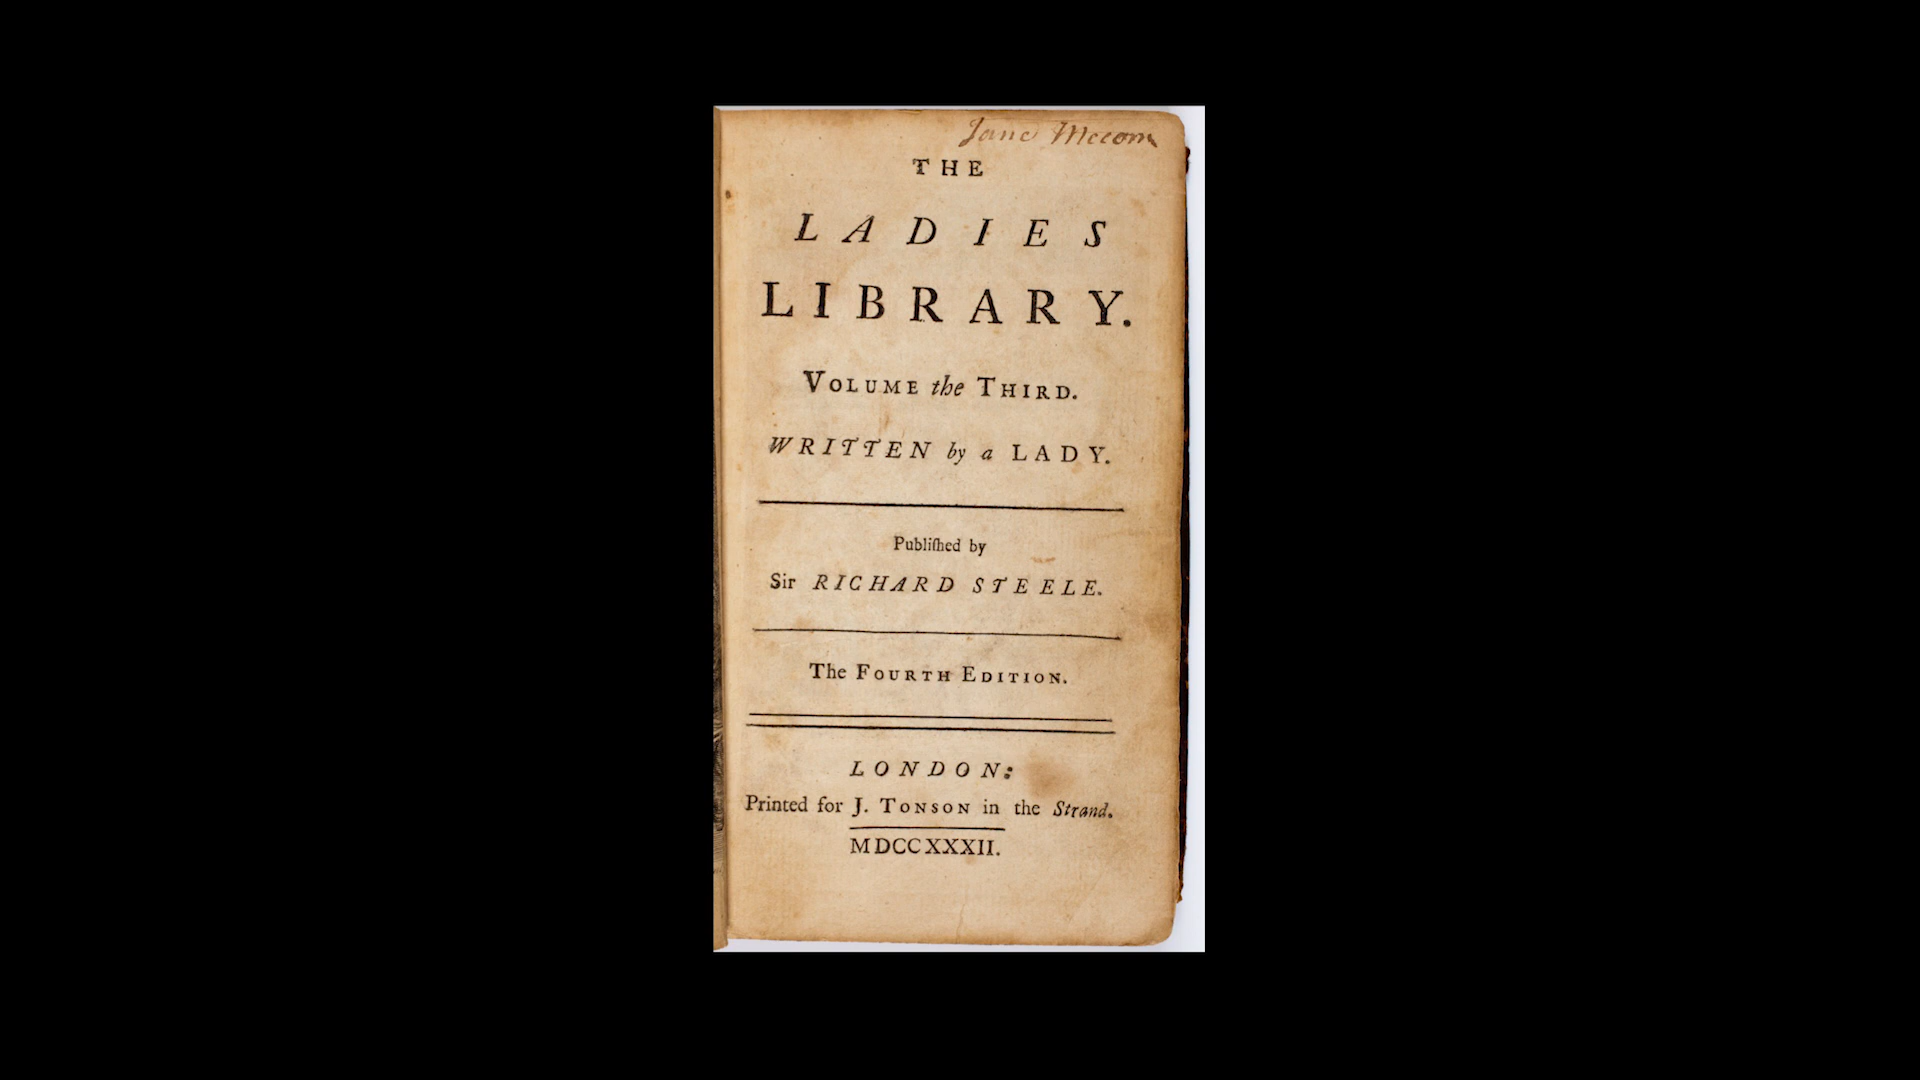 Jane Mecom
THE
LADIES
LIBRARY.
VOLUME the THIRD.
WRITTEN by a LADY.
Publiſhed by
Sir RICHARD STEELE.
The FOURTH EDITION.
LONDON:
Printed for J. TONSON in the Strand.
MDCCXXXII.